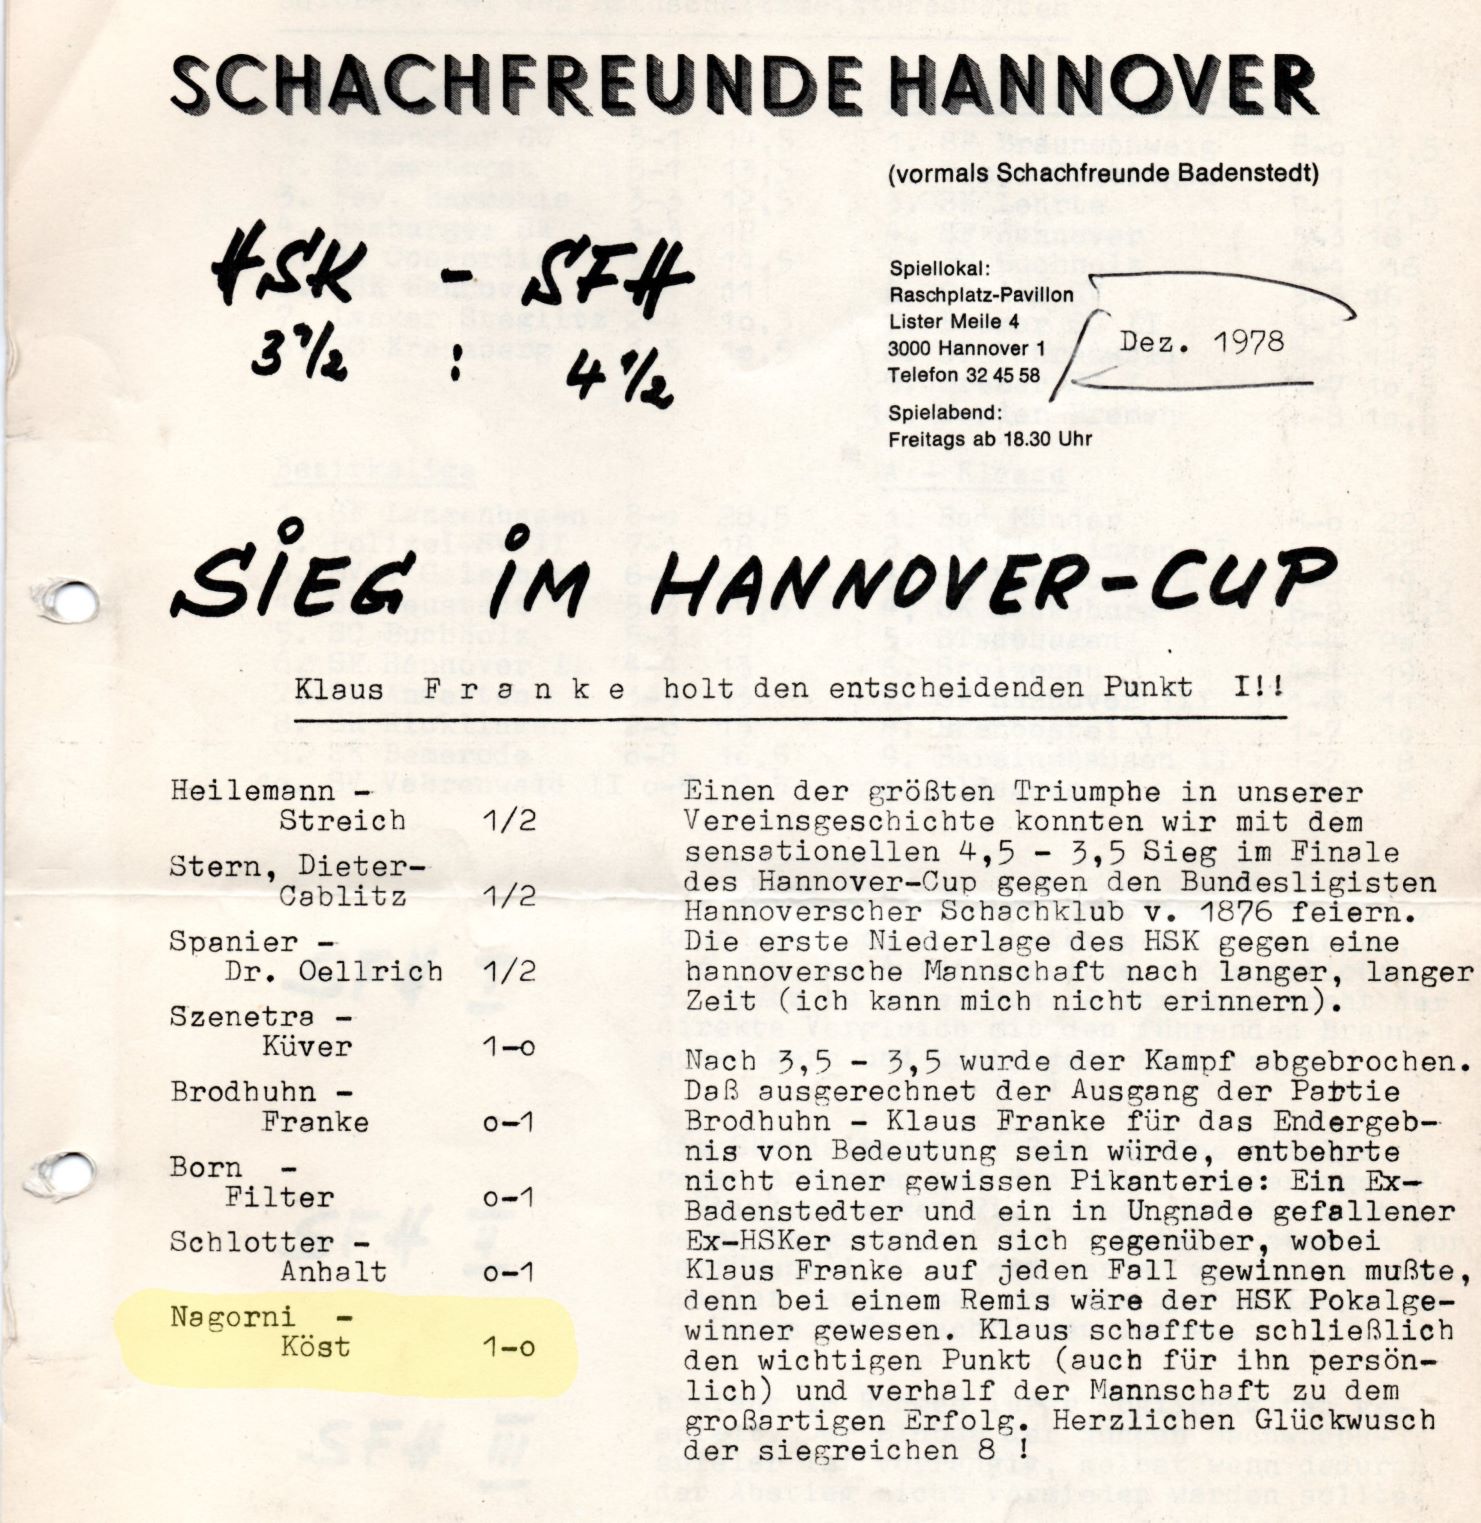 SCHACHFREUNDE HANNOVER
(vormals Schachfreunde Badenstedt)
HSK - SFH
3 1/2 : 4 1/2
Spiellokal:
Raschplatz-Pavillon
Lister Meile 4
3000 Hannover 1
Telefon 32 45 58
Dez. 1978
Spielabend:
Freitags ab 18.30 Uhr
SIEG IM HANNOVER-CUP
Klaus F r a n k e holt den entscheidenden Punkt I!!
Heilemann -
Streich 1/2
Stern, Dieter-
Cablitz 1/2
Spanier -
Dr. Oellrich 1/2
Szenetra -
Küver 1-o
Brodhuhn -
Franke o-1
Born -
Filter o-1
Schlotter -
Anhalt o-1
Nagorni -
Köst 1-o
Einen der größten Triumphe in unserer
Vereinsgeschichte konnten wir mit dem
sensationellen 4,5 - 3,5 Sieg im Finale
des Hannover-Cup gegen den Bundesligisten
Hannoverscher Schachklub v. 1876 feiern.
Die erste Niederlage des HSK gegen eine
hannoversche Mannschaft nach langer, langer
Zeit (ich kann mich nicht erinnern).
Nach 3,5 - 3,5 wurde der Kampf abgebrochen.
Daß ausgerechnet der Ausgang der Partie
Brodhuhn - Klaus Franke für das Endergeb-
nis von Bedeutung sein würde, entbehrte
nicht einer gewissen Pikanterie: Ein Ex-
Badenstedter und ein in Ungnade gefallener
Ex-HSKer standen sich gegenüber, wobei
Klaus Franke auf jeden Fall gewinnen mußte,
denn bei einem Remis wäre der HSK Pokalge-
winner gewesen. Klaus schaffte schließlich
den wichtigen Punkt (auch für ihn persön-
lich) und verhalf der Mannschaft zu dem
großartigen Erfolg. Herzlichen Glückwusch
der siegreichen 8 !